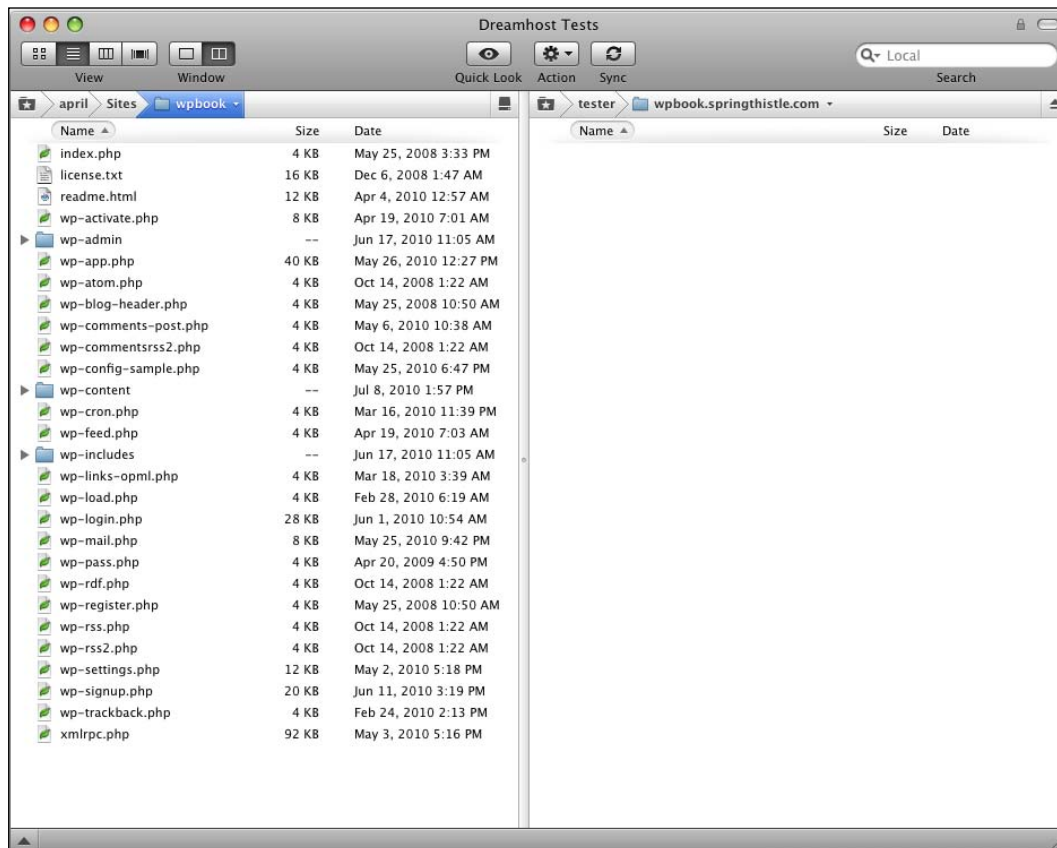 Dreamhost Tests
View Window Quick Look Action Sync Local Search
april Sites wpbook tester wpbook.springthistle.com
Name Size Date Name Size Date
index.php 4 KB May 25, 2008 3:33 PM
license.txt 16 KB Dec 6, 2008 1:47 AM
readme.html 12 KB Apr 4, 2010 12:57 AM
wp-activate.php 8 KB Apr 19, 2010 7:01 AM
wp-admin -- Jun 17, 2010 11:05 AM
wp-app.php 40 KB May 26, 2010 12:27 PM
wp-atom.php 4 KB Oct 14, 2008 1:22 AM
wp-blog-header.php 4 KB May 25, 2008 10:50 AM
wp-comments-post.php 4 KB May 6, 2010 10:38 AM
wp-commentsrss2.php 4 KB Oct 14, 2008 1:22 AM
wp-config-sample.php 4 KB May 25, 2010 6:47 PM
wp-content -- Jul 8, 2010 1:57 PM
wp-cron.php 4 KB Mar 16, 2010 11:39 PM
wp-feed.php 4 KB Apr 19, 2010 7:03 AM
wp-includes -- Jun 17, 2010 11:05 AM
wp-links-opml.php 4 KB Mar 18, 2010 3:39 AM
wp-load.php 4 KB Feb 28, 2010 6:19 AM
wp-login.php 28 KB Jun 1, 2010 10:54 AM
wp-mail.php 8 KB May 25, 2010 9:42 PM
wp-pass.php 4 KB Apr 20, 2009 4:50 PM
wp-rdf.php 4 KB Oct 14, 2008 1:22 AM
wp-register.php 4 KB May 25, 2008 10:50 AM
wp-rss.php 4 KB Oct 14, 2008 1:22 AM
wp-rss2.php 4 KB Oct 14, 2008 1:22 AM
wp-settings.php 12 KB May 2, 2010 5:18 PM
wp-signup.php 20 KB Jun 11, 2010 3:19 PM
wp-trackback.php 4 KB Feb 24, 2010 2:13 PM
xmlrpc.php 92 KB May 3, 2010 5:16 PM